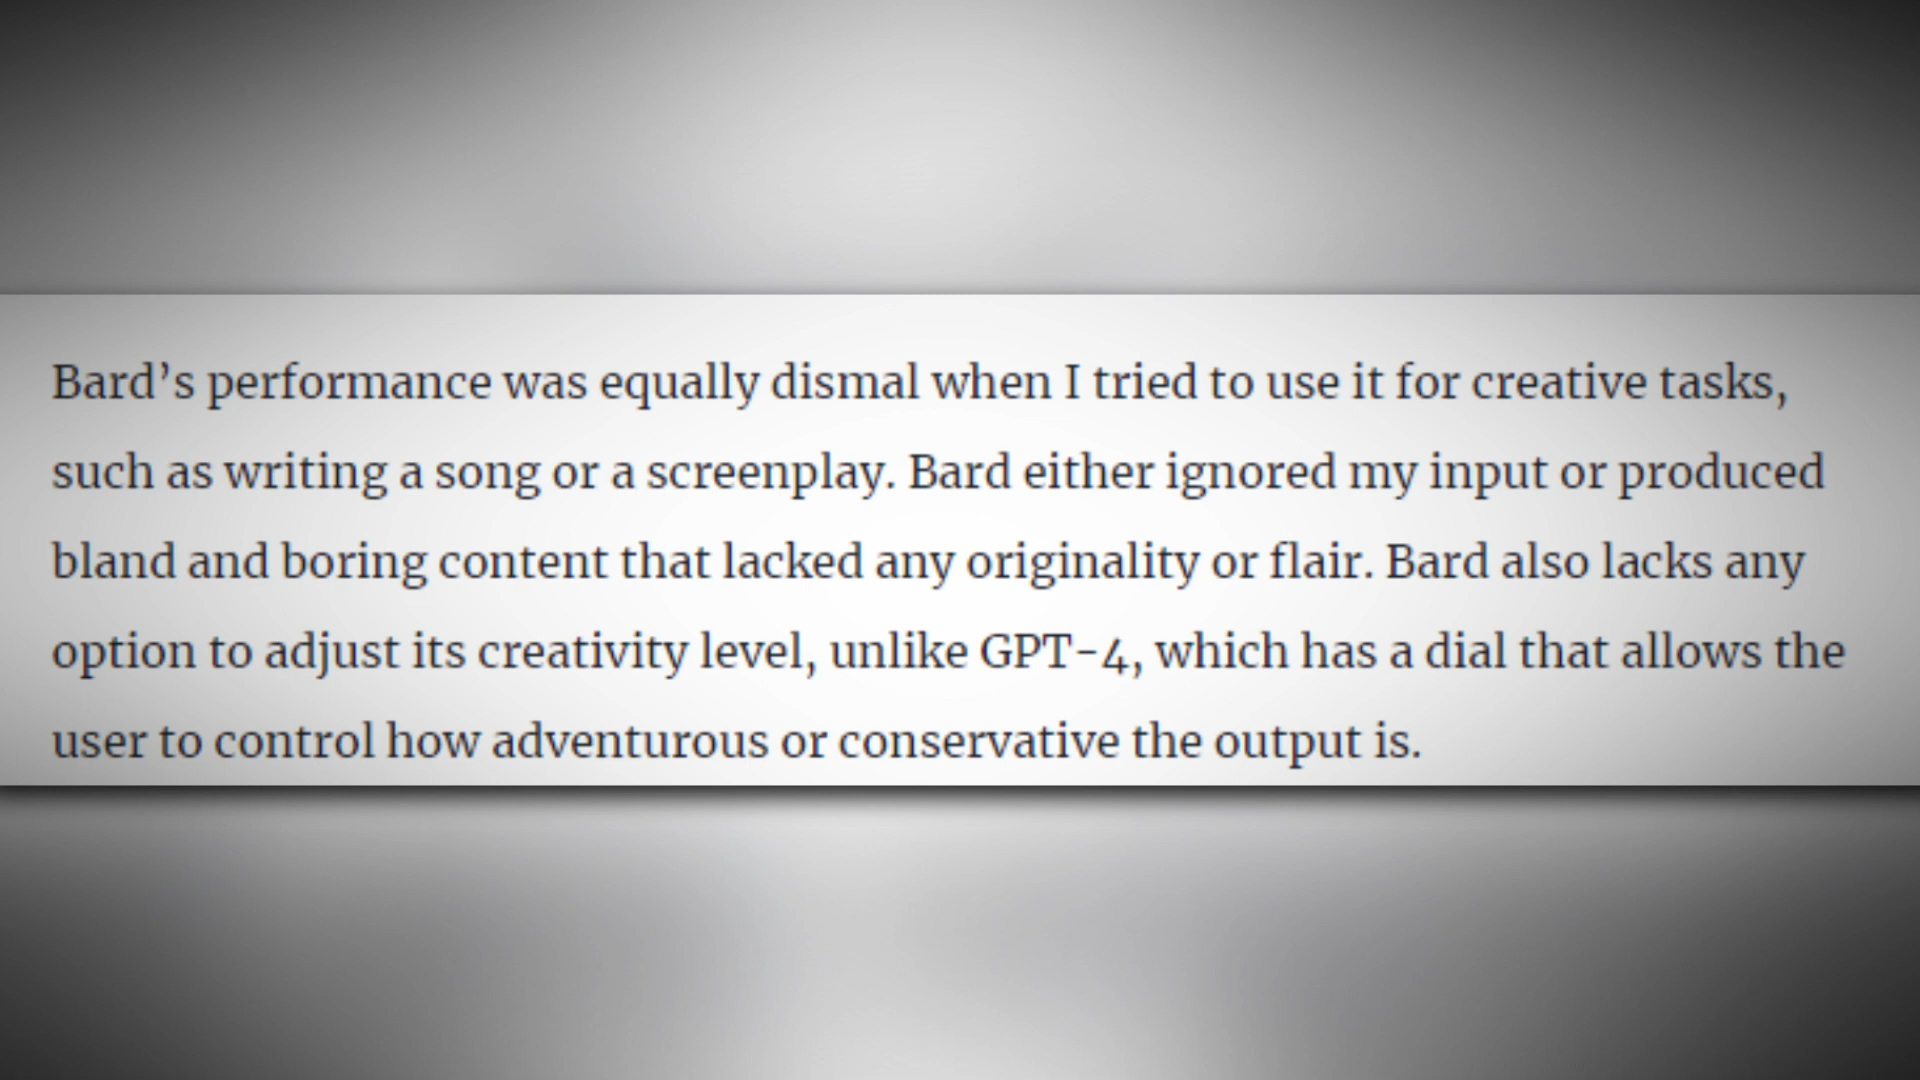 Bard’s performance was equally dismal when I tried to use it for creative tasks,
such as writing a song or a screenplay. Bard either ignored my input or produced
bland and boring content that lacked any originality or flair. Bard also lacks any
option to adjust its creativity level, unlike GPT-4, which has a dial that allows the
user to control how adventurous or conservative the output is.